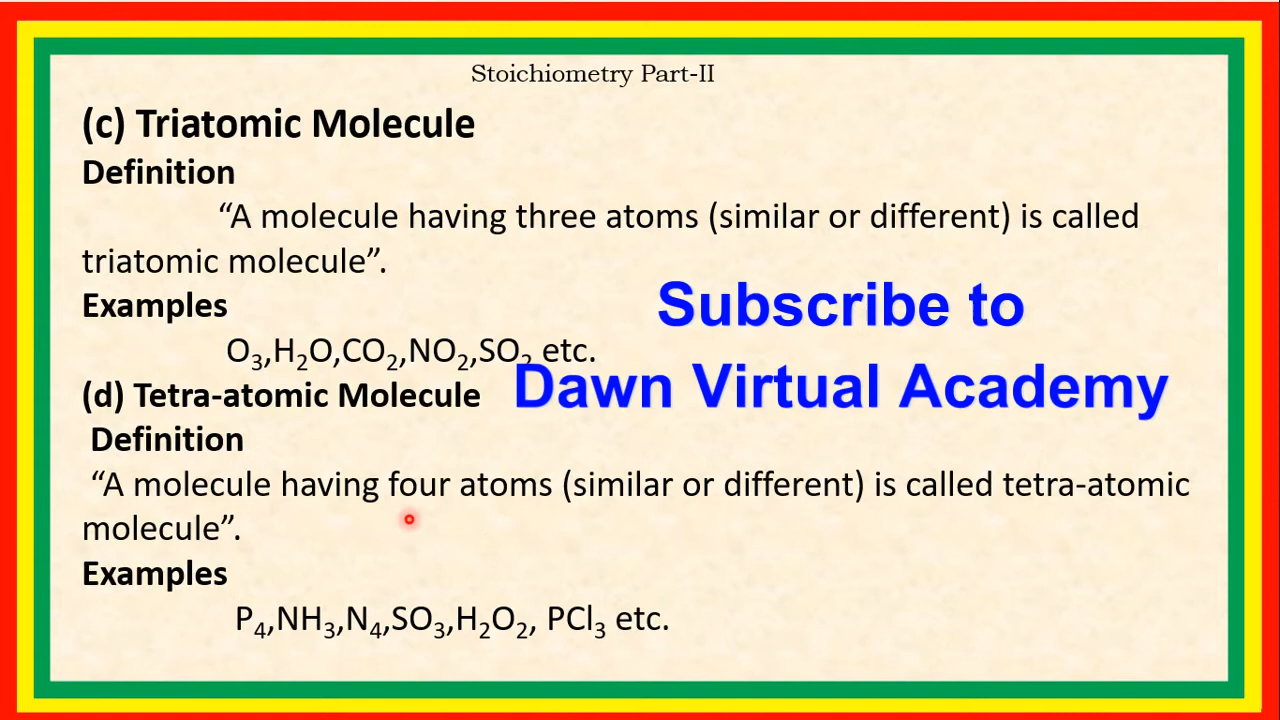 Stoichiometry Part-II
(c) Triatomic Molecule
Definition
“A molecule having three atoms (similar or different) is called
triatomic molecule”.
Examples
Subscribe to
O₃,H₂O,CO₂,NO₂,SO₂ etc.
(d) Tetra-atomic Molecule
Dawn Virtual Academy
Definition
“A molecule having four atoms (similar or different) is called tetra-atomic
molecule”.
Examples
P₄,NH₃,N₄,SO₃,H₂O₂, PCl₃ etc.